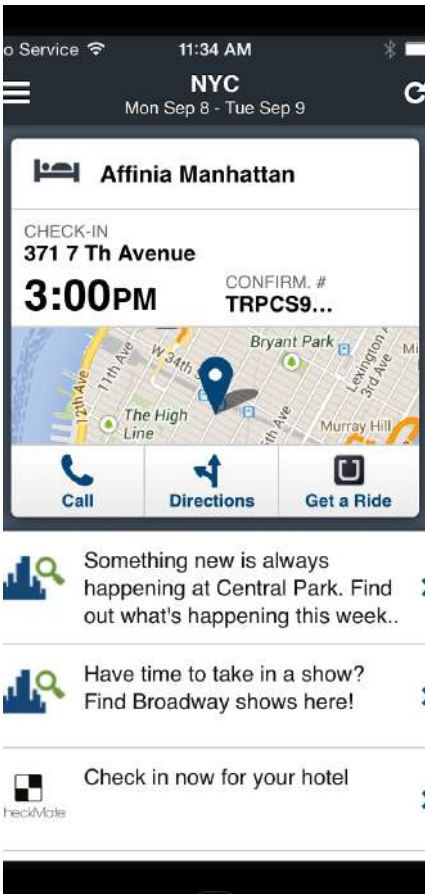 o Service 11:34 AM
NYC
Mon Sep 8 - Tue Sep 9
Affinia Manhattan
CHECK-IN
371 7 Th Avenue
3:00PM
CONFIRM. #
TRPCS9...
Bryant Park
W 34th
11th Ave
12th Ave
Lexington
3rd Ave
Mi
The High
Line
th Ave
Murray Hill
Call Directions Get a Ride
Something new is always
happening at Central Park. Find
out what's happening this week..
Have time to take in a show?
Find Broadway shows here!
Check in now for your hotel
heckMate